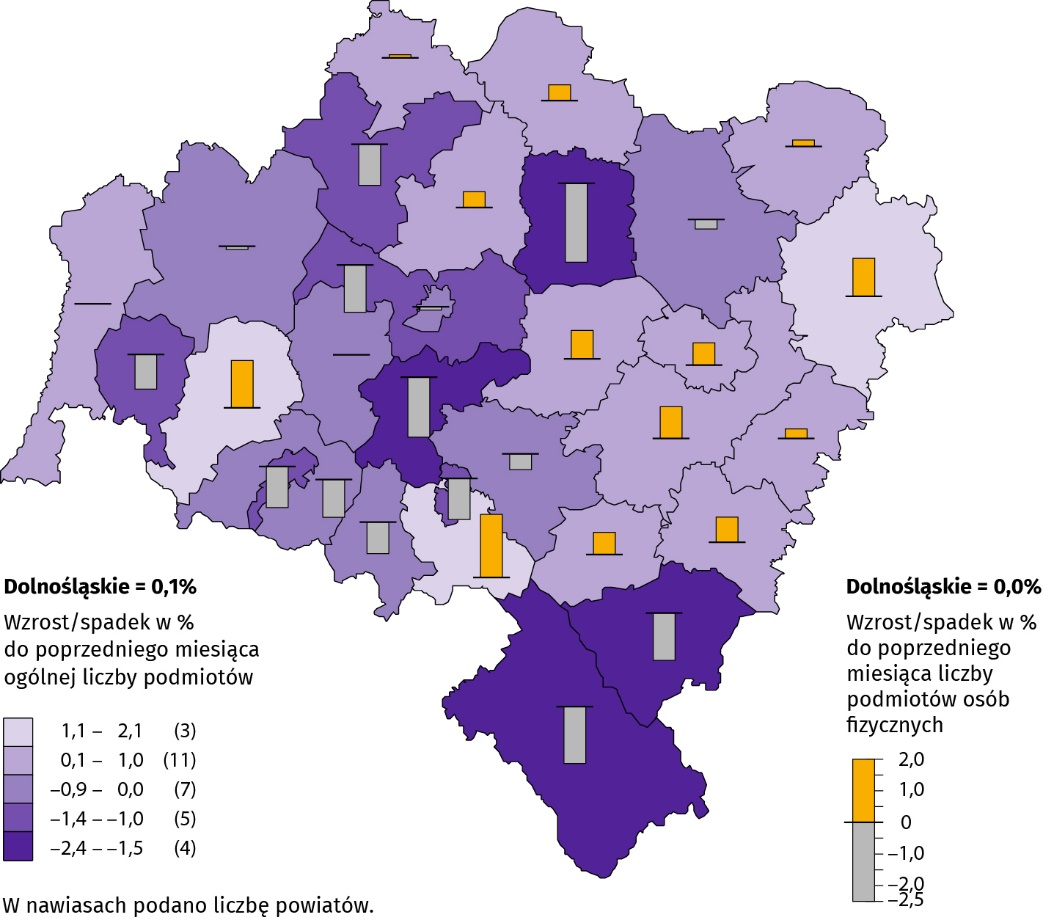 Dolnośląskie = 0,1%
Wzrost/spadek w %
do poprzedniego miesiąca
ogólnej liczby podmiotów
1,1 – 2,1 (3)
0,1 – 1,0 (11)
–0,9 – 0,0 (7)
–1,4 – –1,0 (5)
–2,4 – –1,5 (4)
W nawiasach podano liczbę powiatów.
Dolnośląskie = 0,0%
Wzrost/spadek w %
do poprzedniego
miesiąca liczby
podmiotów osób
fizycznych
2,0
1,0
0
–1,0
–2,0
–2,5